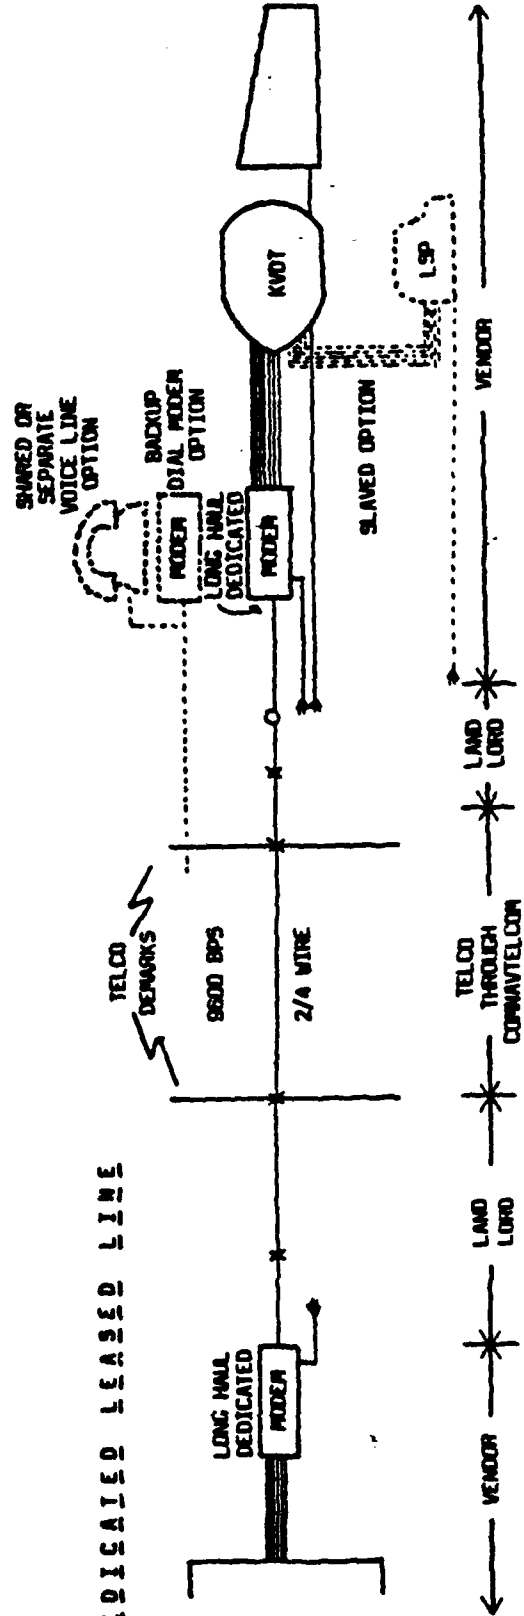 DICATED LEASED LINE
TELCO
DEMARKS
SHARED OR
SEPARATE
VOICE LINE
OPTION
BACKUP
DIAL MODEM
OPTION
MODEM
LONG HAUL
DEDICATED
MODEM
9600 BPS
2/4 WIRE
LONG HAUL
DEDICATED
MODEM
KVDT
SLAVED OPTION
LSP
VENDOR
LAND
LORD
TELCO
THROUGH
COMNAVTELCOM
LAND
LORD
VENDOR